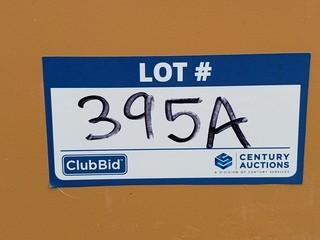 LOT #
395A
ClubBid
CENTURY
AUCTIONS
A DIVISION OF CENTURY SERVICES